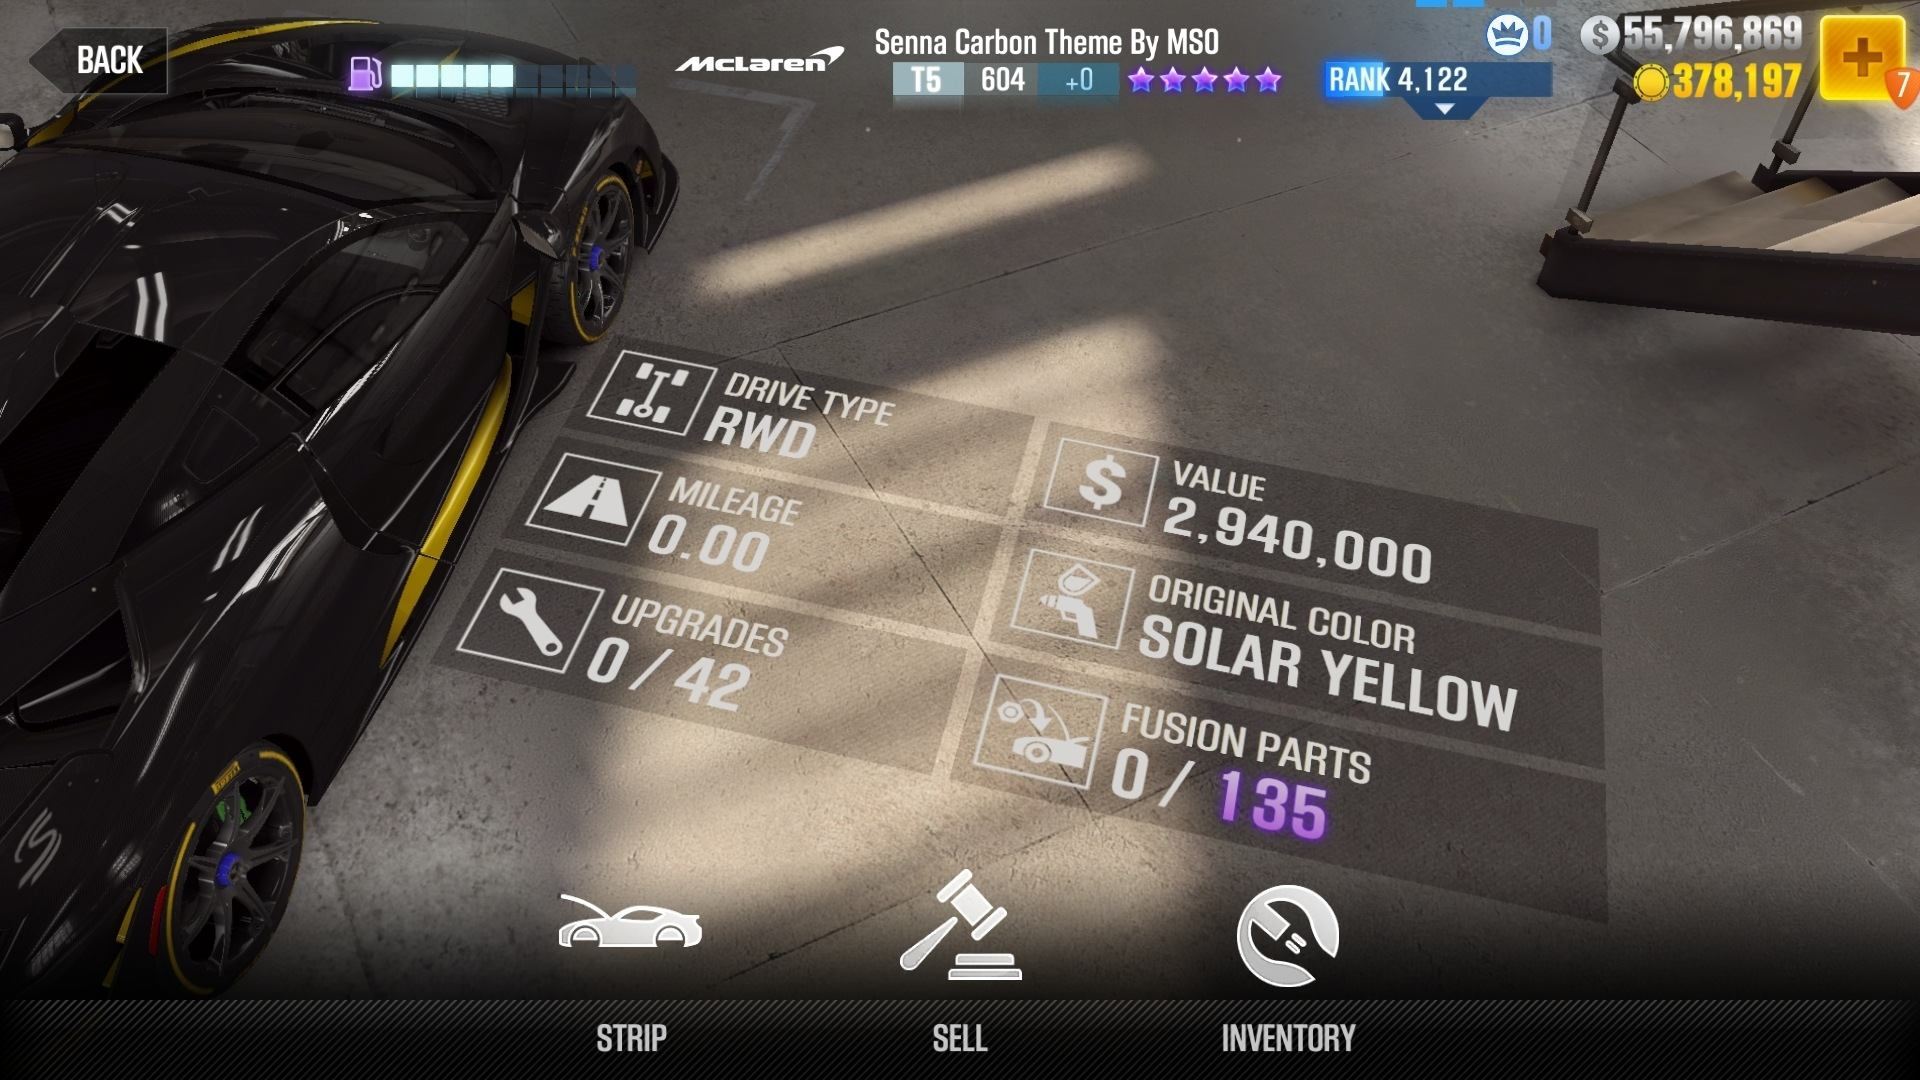 BACK
McLaren
Senna Carbon Theme By MSO
T5 604 +0
RANK 4,122
0
$ 55,796,869
378,197
7
DRIVE TYPE
RWD
MILEAGE
0.00
UPGRADES
0 / 42
$ VALUE
2,940,000
ORIGINAL COLOR
SOLAR YELLOW
FUSION PARTS
0 / 135
STRIP
SELL
INVENTORY